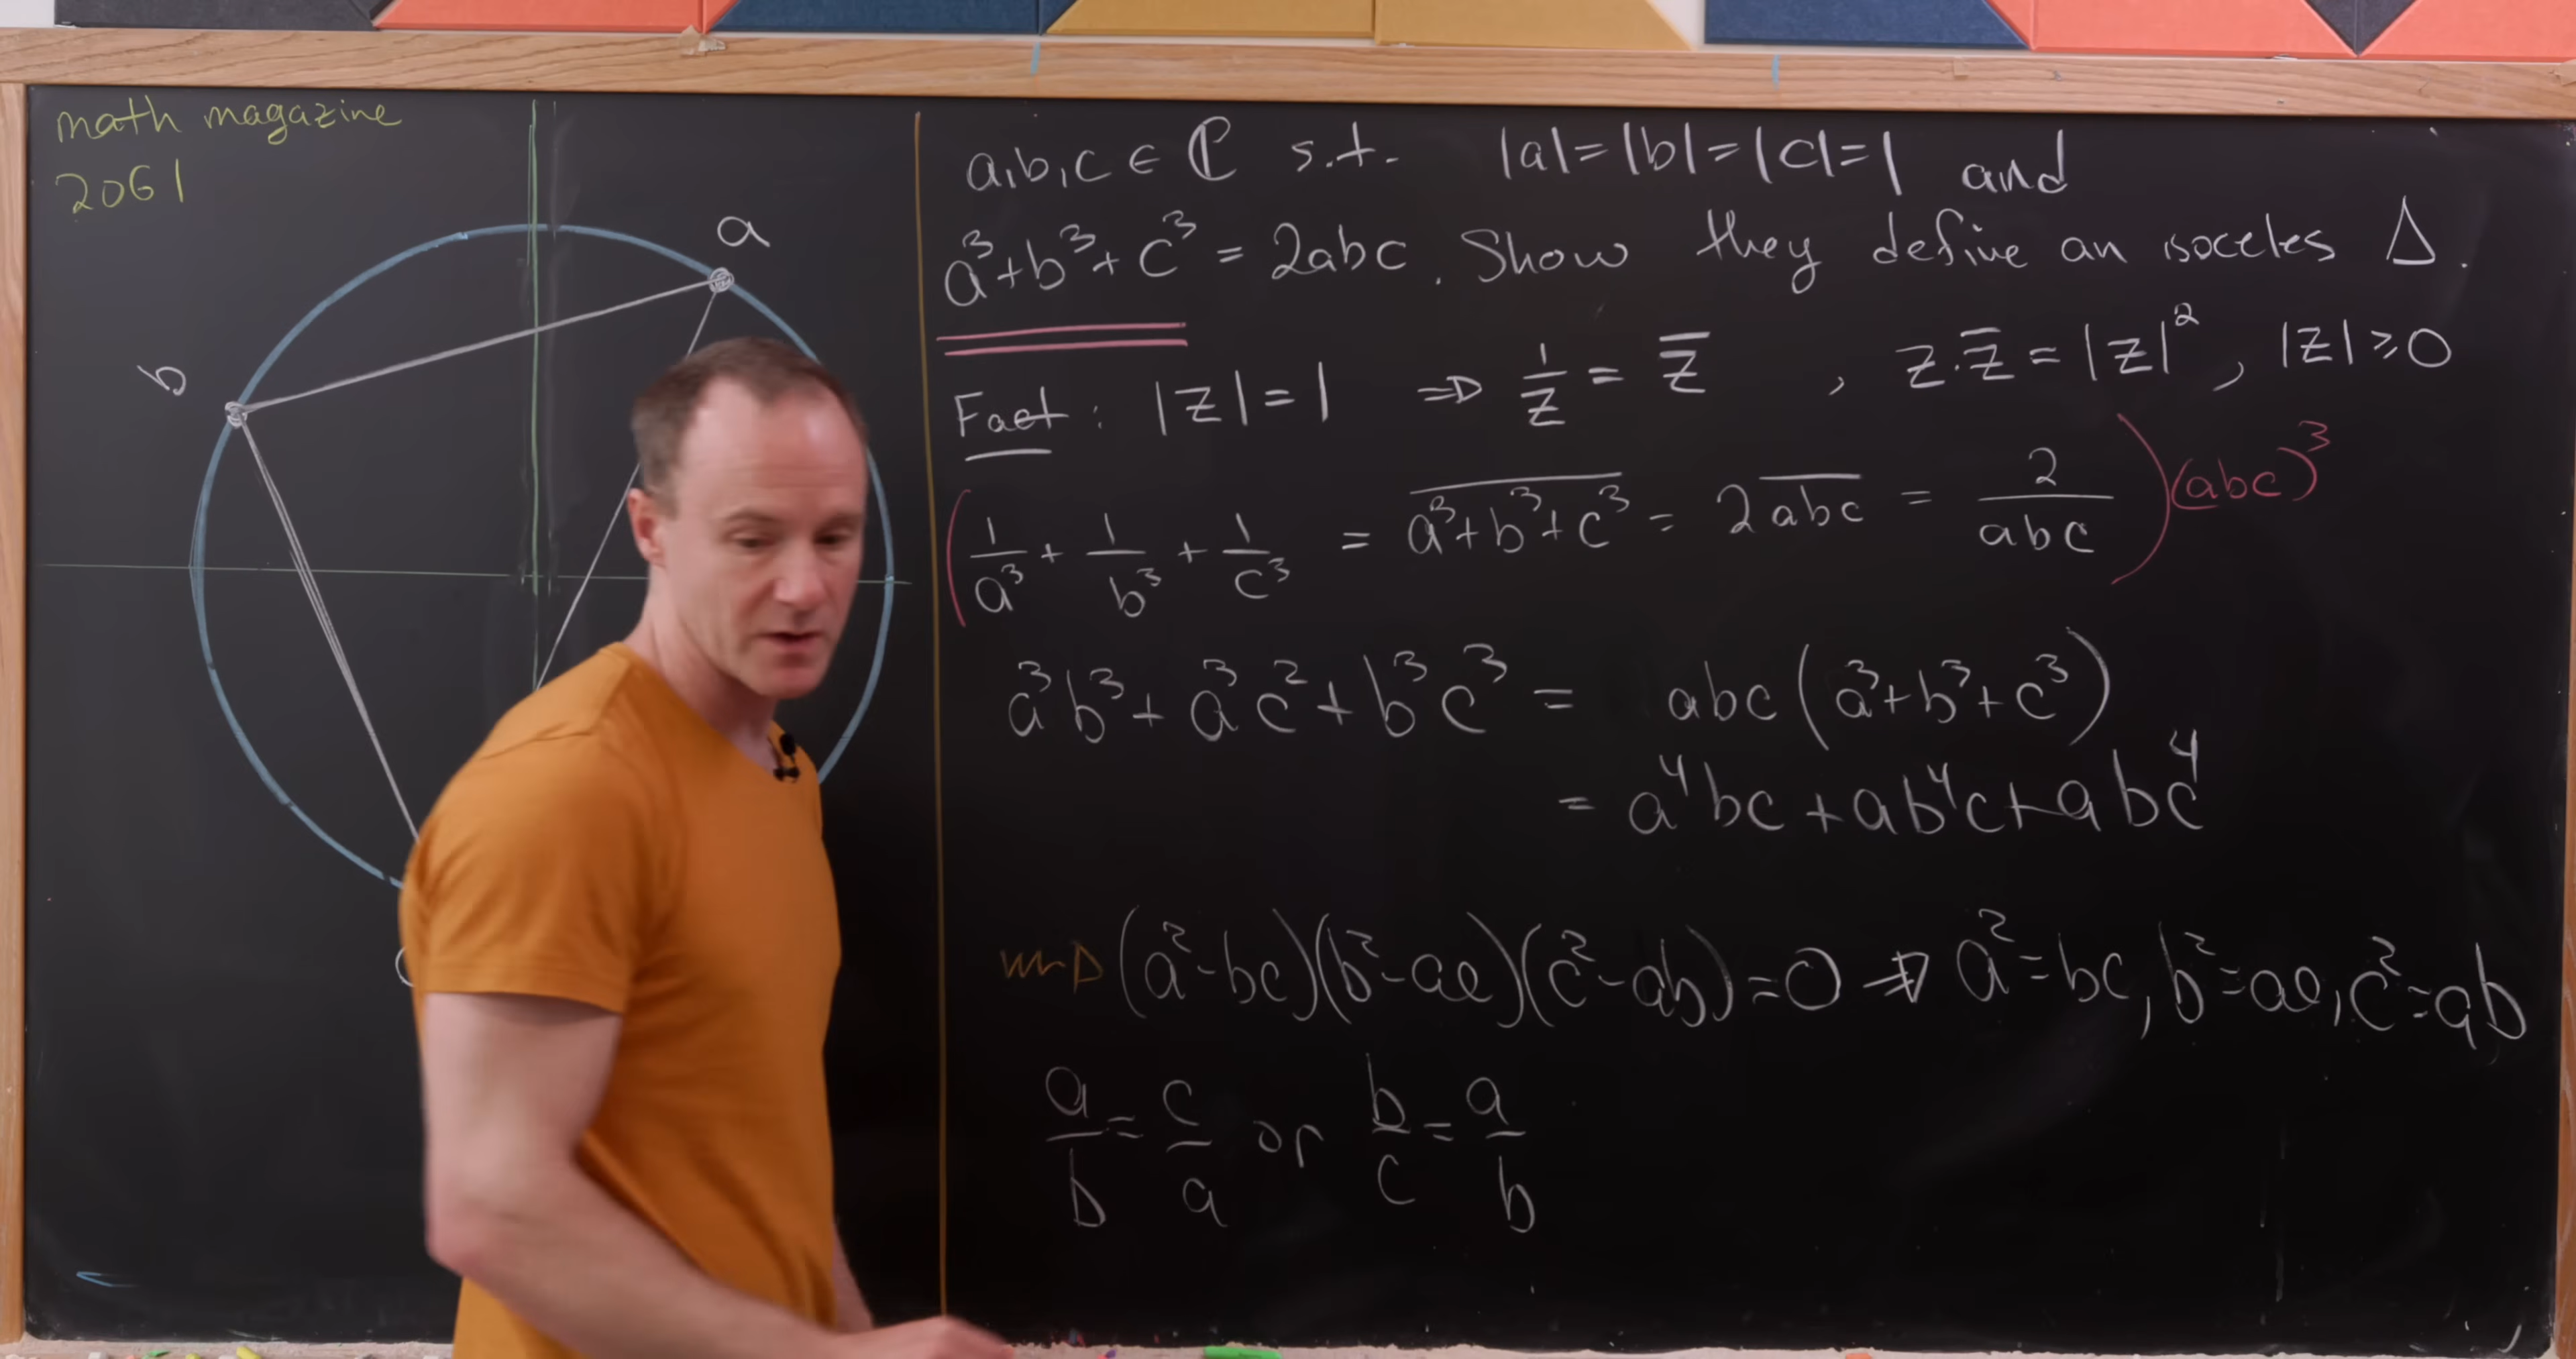 math magazine
2061
a
b
a,b,c ∈ ℂ s.t. |a|=|b|=|c|=1 and
a³+b³+c³ = 2abc. Show they define an isoceles Δ.
Fact: |z|=1 ⇒ 1/z = z̅ , z·z̅ = |z|², |z|≥0
(1/a³ + 1/b³ + 1/c³ = \overline{a³+b³+c³} = 2\overline{abc} = 2/abc)(abc)³
a³b³ + a³c² + b³c³ = abc(a³+b³+c³)
= a⁴bc + ab⁴c + abc⁴
⇝ (a²-bc)(b²-ac)(c²-ab)=0 ⇒ a²=bc, b²=ac, c²=ab
a/b = c/a or b/c = a/b